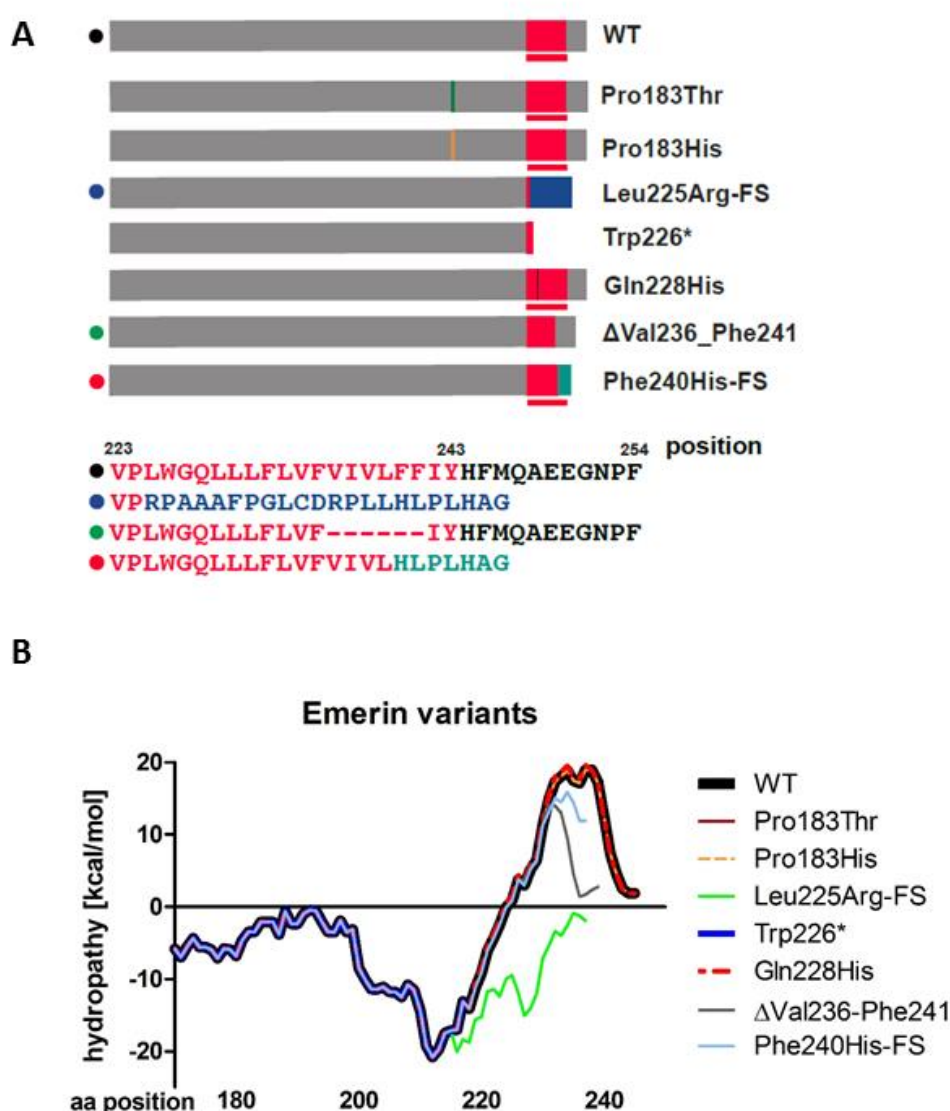 A
WT
Pro183Thr
Pro183His
Leu225Arg-FS
Trp226*
Gln228His
ΔVal236_Phe241
Phe240His-FS
223 243 254 position
VPLWGQLLLFLVFVIVLFFIYHFMQAEEGNPF
VPRPAAAFPGLCDRPLLHLPLHAG
VPLWGQLLLFLVF------IYHFMQAEEGNPF
VPLWGQLLLFLVFVIVLHLPLHAG
B
Emerin variants
hydropathy [kcal/mol]
20
10
0
-10
-20
aa position 180 200 220 240
WT
Pro183Thr
Pro183His
Leu225Arg-FS
Trp226*
Gln228His
ΔVal236-Phe241
Phe240His-FS